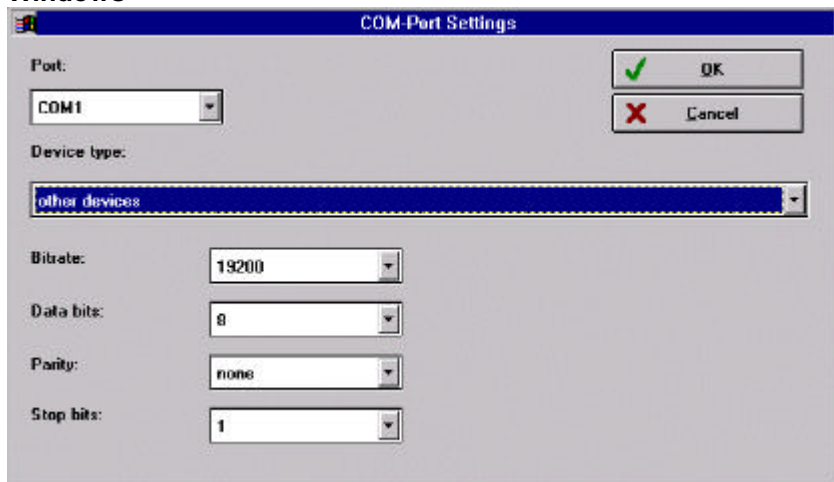 COM-Port Settings
Port:
OK
COM1
Cancel
Device type:
other devices
Bitrate:
19200
Data bits:
8
Parity:
none
Stop bits:
1